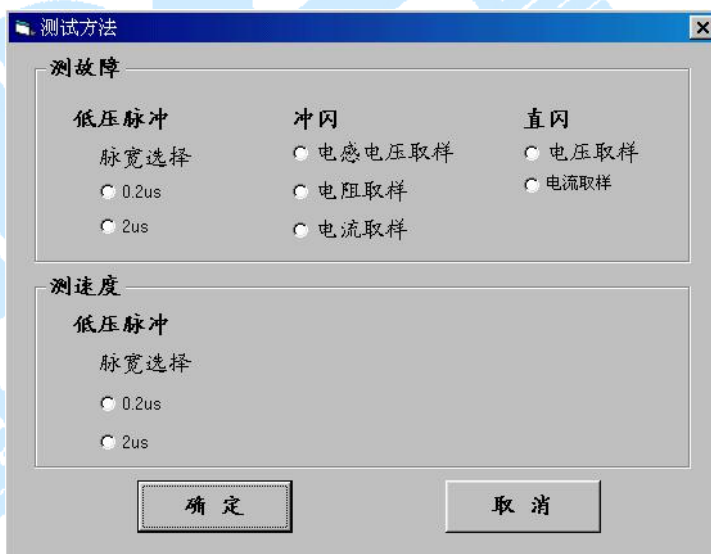 测试方法
测故障
低压脉冲 冲闪 直闪
脉宽选择 电感电压取样 电压取样
0.2us 电阻取样 电流取样
2us 电流取样
测速度
低压脉冲
脉宽选择
0.2us
2us
确 定 取 消